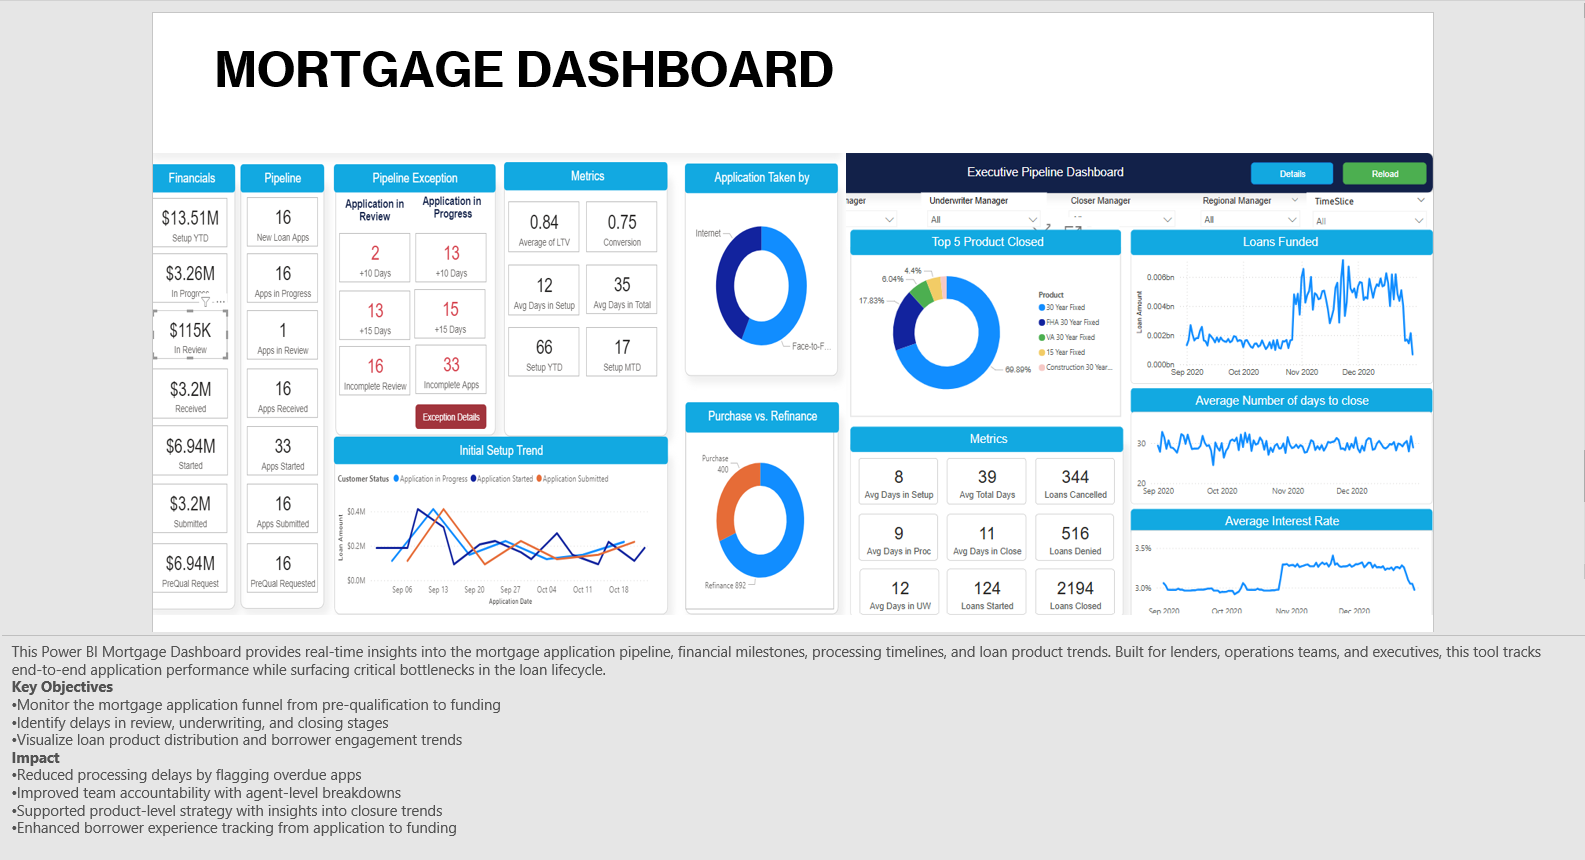 MORTGAGE DASHBOARD
Financials
$13.51M
Setup YTD
$3.26M
In Progress
$115K
In Review
$3.2M
Received
$6.94M
Started
$3.2M
Submitted
$6.94M
PreQual Request
Pipeline
16
New Loan Apps
16
Apps in Progress
1
Apps in Review
16
Apps Received
33
Apps Started
16
Apps Submitted
16
PreQual Requested
Pipeline Exception
Application in Review
Application in Progress
2
+10 Days
13
+10 Days
13
+15 Days
15
+15 Days
16
Incomplete Review
33
Incomplete Apps
Exception Details
Metrics
0.84
Average of LTV
0.75
Conversion
12
Avg Days in Setup
35
Avg Days in Total
66
Setup YTD
17
Setup MTD
Initial Setup Trend
Customer Status Application in Progress Application Started Application Submitted
Loan Amount
$0.4M
$0.2M
$0.0M
Sep 06 Sep 13 Sep 20 Sep 27 Oct 04 Oct 11 Oct 18
Application Date
Application Taken by
Internet
Face-to-F...
Purchase vs. Refinance
Purchase
400
Refinance 892
Executive Pipeline Dashboard
Details
Reload
nager
Underwriter Manager
All
Closer Manager
Regional Manager
All
TimeSlice
All
Top 5 Product Closed
4.4%
6.04%
17.83%
69.89%
Product
30 Year Fixed
FHA 30 Year Fixed
VA 30 Year Fixed
15 Year Fixed
Construction 30 Year...
Metrics
8
Avg Days in Setup
39
Avg Total Days
344
Loans Cancelled
9
Avg Days in Proc
11
Avg Days in Close
516
Loans Denied
12
Avg Days in UW
124
Loans Started
2194
Loans Closed
Loans Funded
Loan Amount
0.006bn
0.004bn
0.002bn
0.000bn
Sep 2020 Oct 2020 Nov 2020 Dec 2020
Average Number of days to close
30
20
Sep 2020 Oct 2020 Nov 2020 Dec 2020
Average Interest Rate
3.5%
3.0%
Sep 2020 Oct 2020 Nov 2020 Dec 2020
This Power BI Mortgage Dashboard provides real-time insights into the mortgage application pipeline, financial milestones, processing timelines, and loan product trends. Built for lenders, operations teams, and executives, this tool tracks
end-to-end application performance while surfacing critical bottlenecks in the loan lifecycle.
Key Objectives
•Monitor the mortgage application funnel from pre-qualification to funding
•Identify delays in review, underwriting, and closing stages
•Visualize loan product distribution and borrower engagement trends
Impact
•Reduced processing delays by flagging overdue apps
•Improved team accountability with agent-level breakdowns
•Supported product-level strategy with insights into closure trends
•Enhanced borrower experience tracking from application to funding